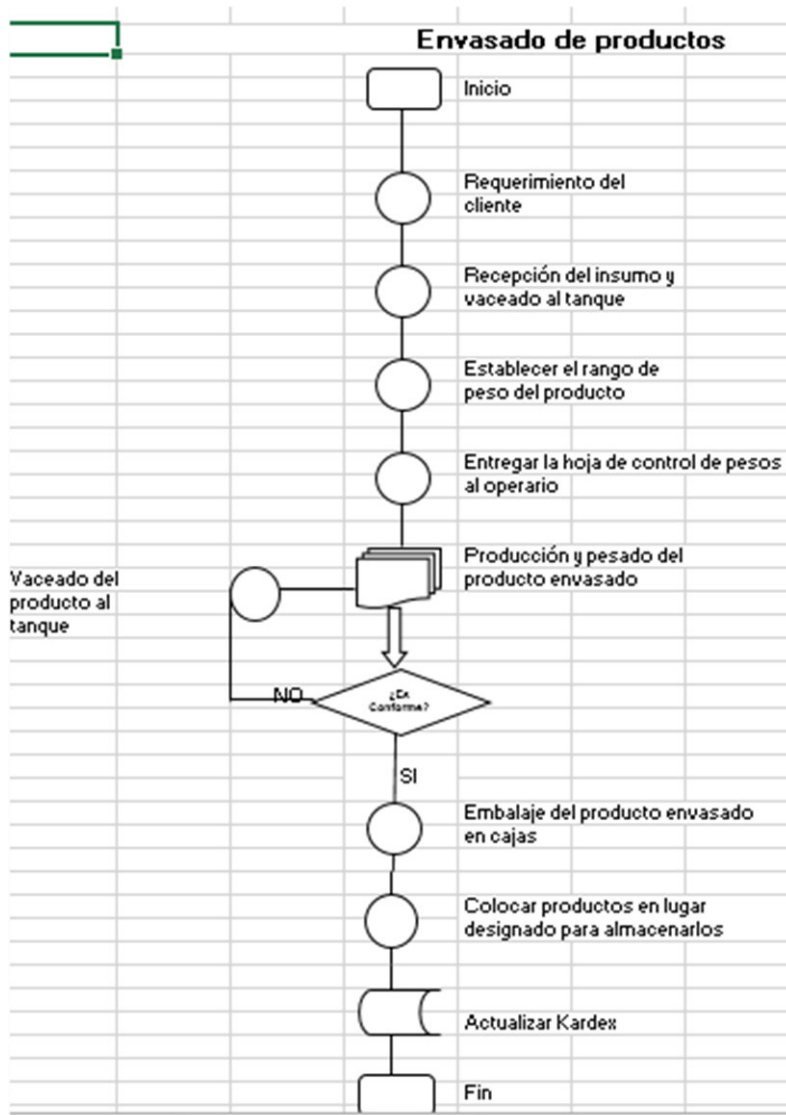 Envasado de productos
Inicio
Requerimiento del
cliente
Recepción del insumo y
vaceado al tanque
Establecer el rango de
peso del producto
Entregar la hoja de control de pesos
al operario
Producción y pesado del
producto envasado
Vaceado del
producto al
tanque
NO
¿Es
Conforme?
SI
Embalaje del producto envasado
en cajas
Colocar productos en lugar
designado para almacenarlos
Actualizar Kardex
Fin